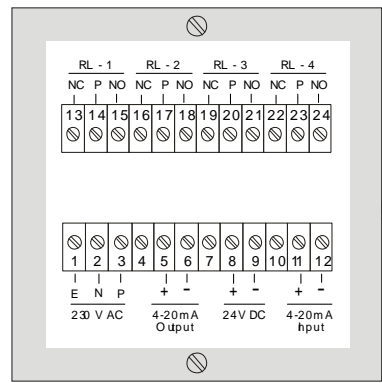 RL - 1 RL - 2 RL - 3 RL - 4
NC P NO NC P NO NC P NO NC P NO
13 14 15 16 17 18 19 20 21 22 23 24
1 2 3 4 5 6 7 8 9 10 11 12
E N P + - + - + -
230 V AC 4-20mA 24V DC 4-20mA
Output Input